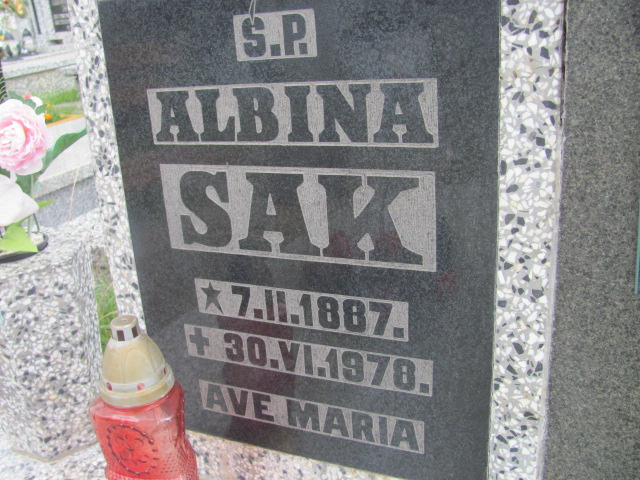 S.P.
ALBINA
SAK
★ 7.II.1887.
+ 30.VI.1978.
AVE MARIA